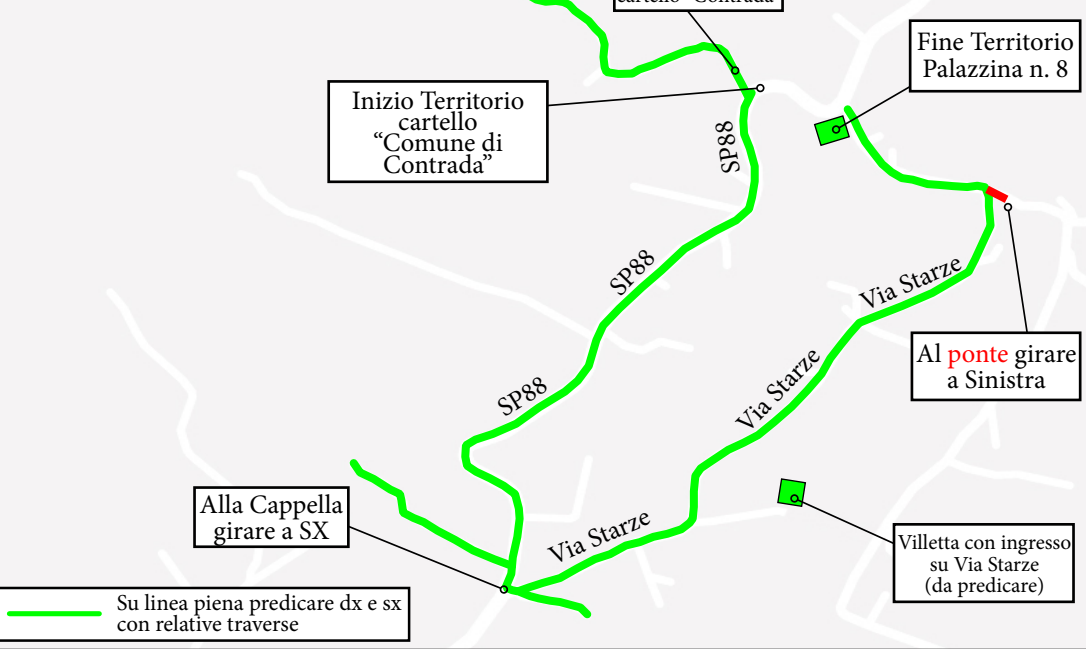 cartello "Contrada"
Fine Territorio
Palazzina n. 8
Inizio Territorio
cartello
“Comune di
Contrada”
SP88
SP88
SP88
Via Starze
Via Starze
Via Starze
Al ponte girare
a Sinistra
Alla Cappella
girare a SX
Villetta con ingresso
su Via Starze
(da predicare)
Su linea piena predicare dx e sx
con relative traverse